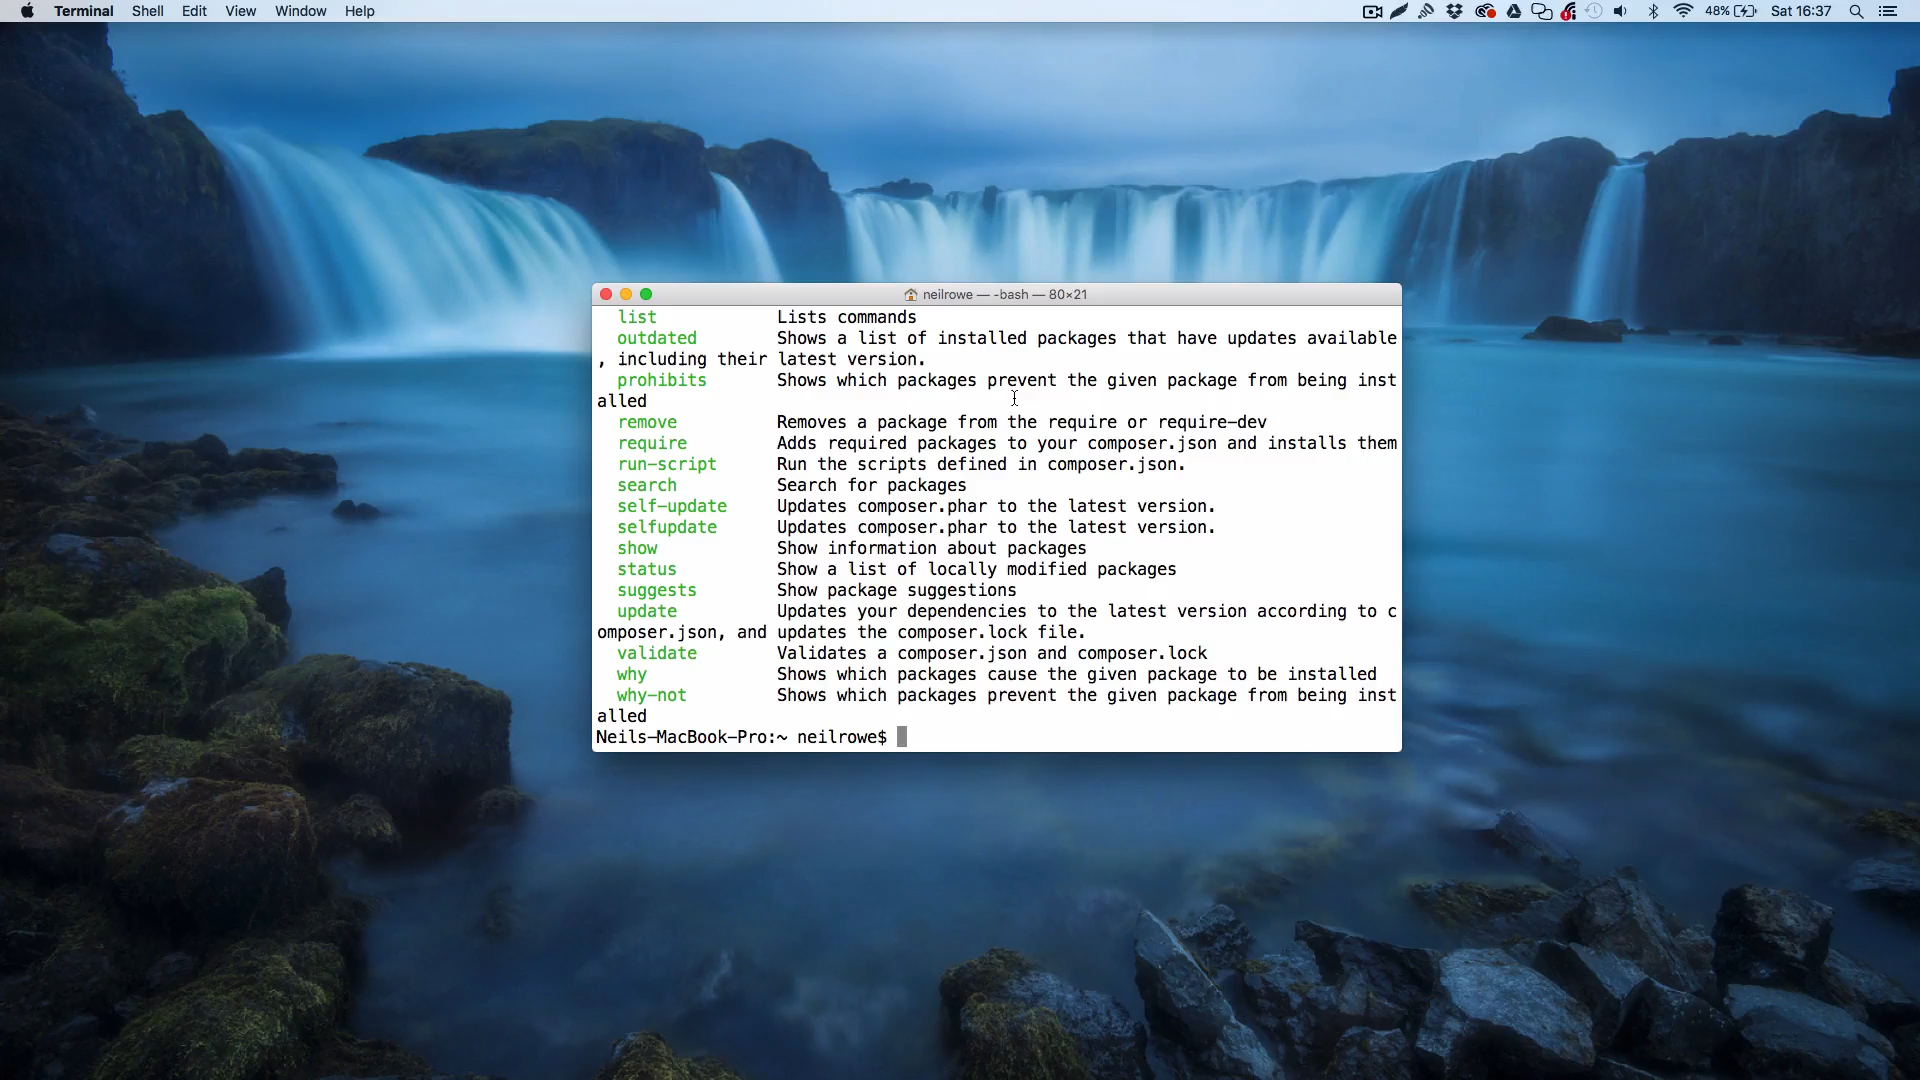 Terminal Shell Edit View Window Help 48% Sat 16:37
neilrowe — -bash — 80×21
list Lists commands
outdated Shows a list of installed packages that have updates available
, including their latest version.
prohibits Shows which packages prevent the given package from being inst
alled
remove Removes a package from the require or require-dev
require Adds required packages to your composer.json and installs them
run-script Run the scripts defined in composer.json.
search Search for packages
self-update Updates composer.phar to the latest version.
selfupdate Updates composer.phar to the latest version.
show Show information about packages
status Show a list of locally modified packages
suggests Show package suggestions
update Updates your dependencies to the latest version according to c
omposer.json, and updates the composer.lock file.
validate Validates a composer.json and composer.lock
why Shows which packages cause the given package to be installed
why-not Shows which packages prevent the given package from being inst
alled
Neils-MacBook-Pro:~ neilrowe$